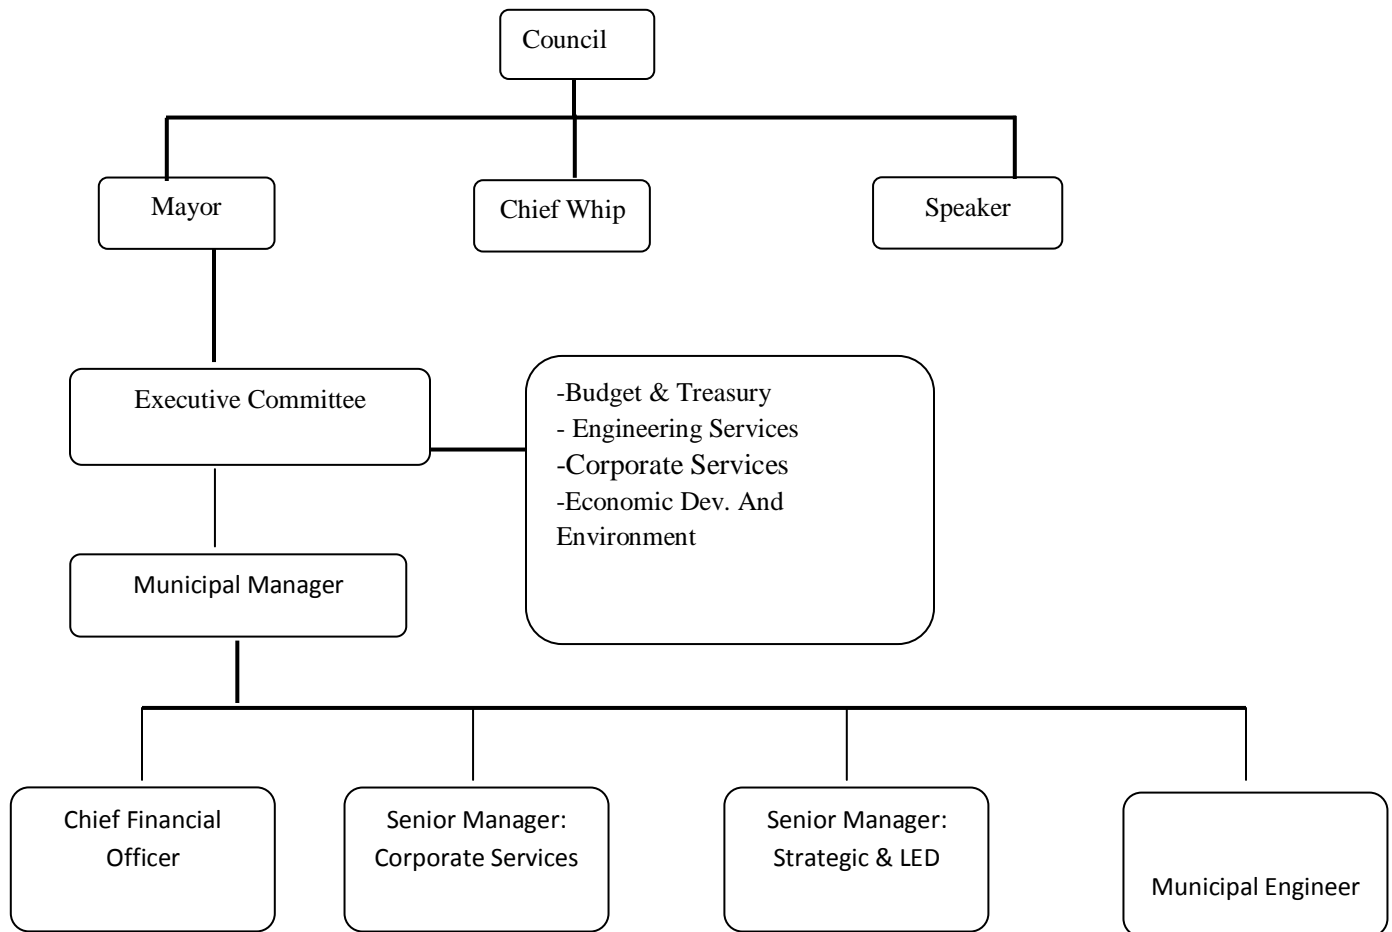 Council
Mayor
Chief Whip
Speaker
Executive Committee
-Budget & Treasury
- Engineering Services
-Corporate Services
-Economic Dev. And
Environment
Municipal Manager
Chief Financial
Officer
Senior Manager:
Corporate Services
Senior Manager:
Strategic & LED
Municipal Engineer